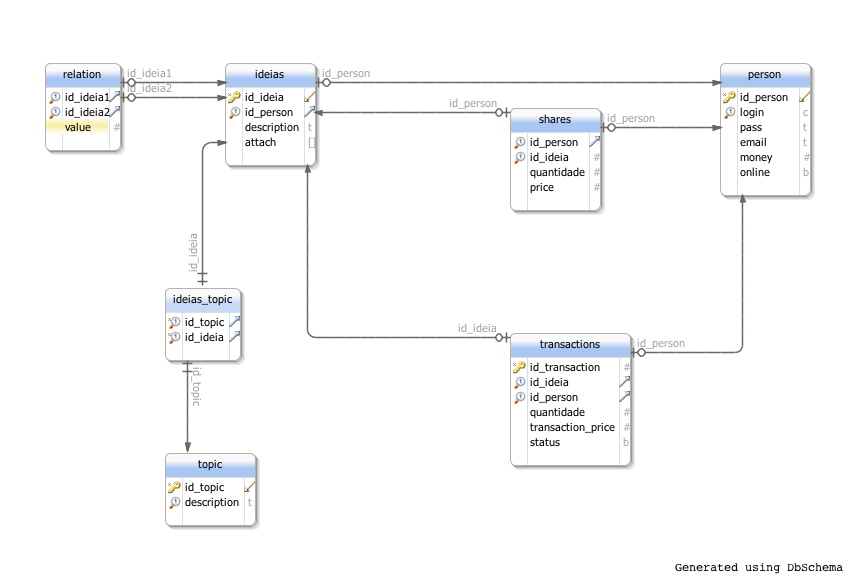 relation
id_ideia1
id_ideia2
value #
id_ideia1
id_ideia2
ideias
id_ideia
id_person
description t
attach []
id_person
id_person
shares
id_person
id_ideia #
quantidade #
price #
id_person
person
id_person
login c
pass t
email t
money #
online b
id_ideia
ideias_topic
id_topic
id_ideia
id_topic
topic
id_topic
description t
id_ideia
transactions
id_transaction #
id_ideia
id_person
quantidade #
transaction_price #
status b
id_person
Generated using DbSchema